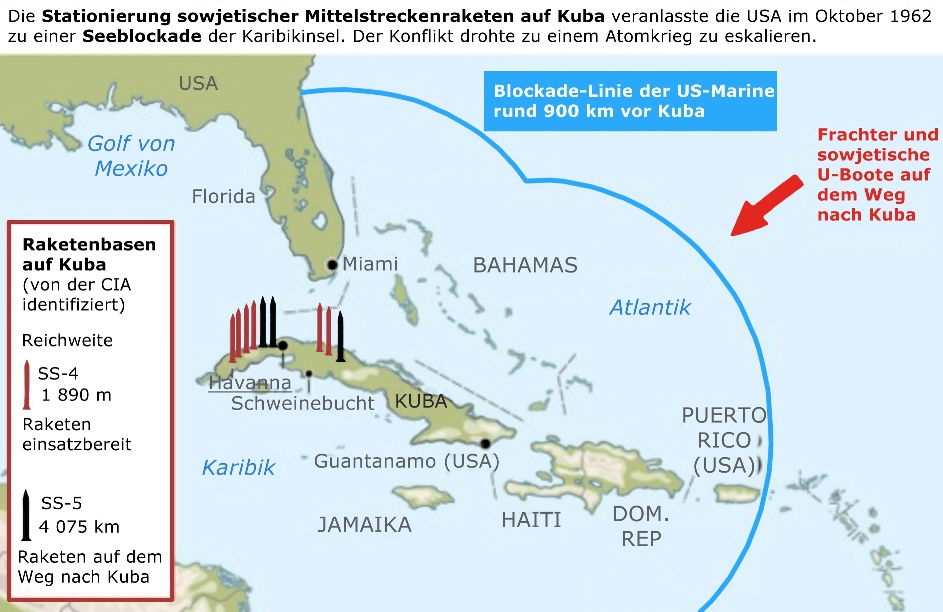 Die Stationierung sowjetischer Mittelstreckenraketen auf Kuba veranlasste die USA im Oktober 1962
zu einer Seeblockade der Karibikinsel. Der Konflikt drohte zu einem Atomkrieg zu eskalieren.
USA
Blockade-Linie der US-Marine
rund 900 km vor Kuba
Golf von
Mexiko
Frachter und
sowjetische
U-Boote auf
dem Weg
nach Kuba
Florida
Miami
BAHAMAS
Atlantik
Raketenbasen
auf Kuba
(von der CIA
identifiziert)
Reichweite
SS-4
1 890 m
Raketen
einsatzbereit
SS-5
4 075 km
Raketen auf dem
Weg nach Kuba
Havanna
Schweinebucht
KUBA
Karibik
Guantanamo (USA)
PUERTO
RICO
(USA)
JAMAIKA
HAITI
DOM.
REP